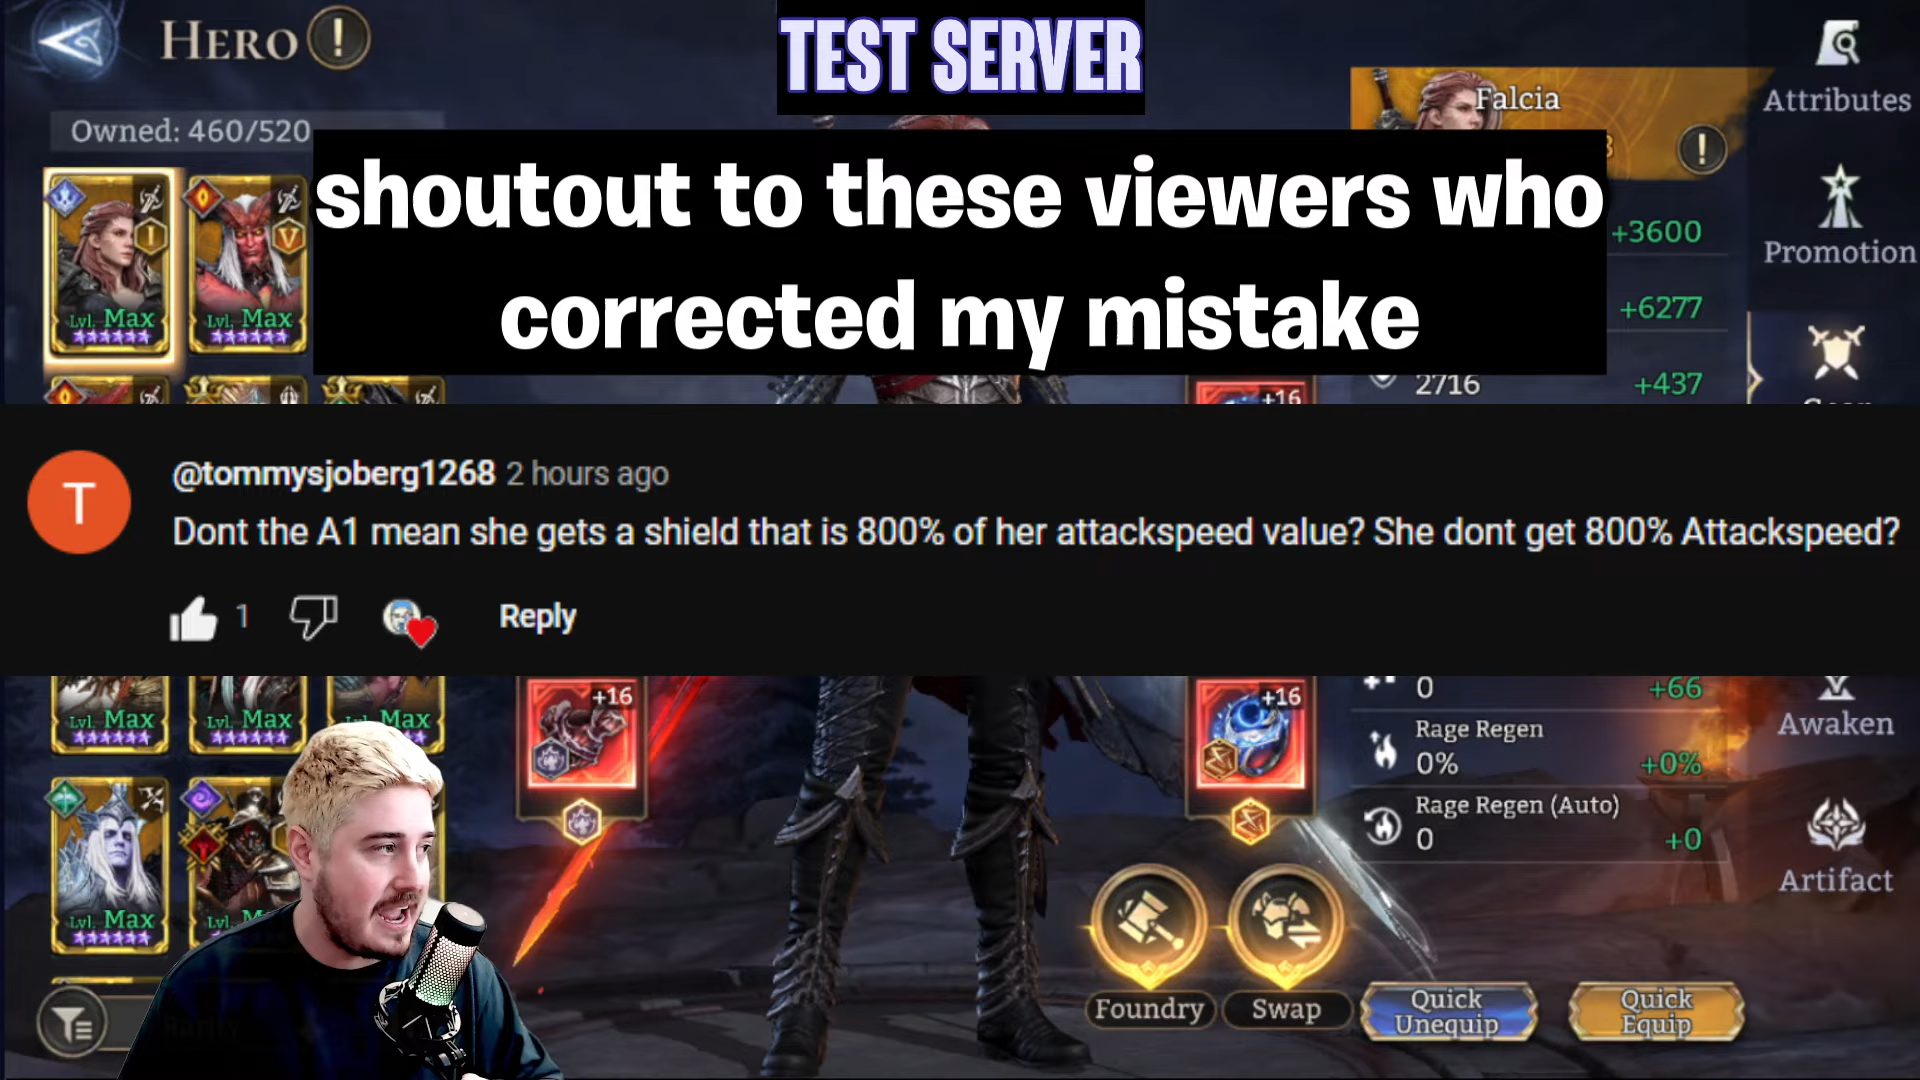 HERO !
TEST SERVER
Attributes
Falcia
Owned: 460/520
!
shoutout to these viewers who
corrected my mistake
+3600
Promotion
+6277
2716 +437
Lvl. Max
Lvl. Max
+16
@tommysjoberg1268 2 hours ago
Dont the A1 mean she gets a shield that is 800% of her attackspeed value? She dont get 800% Attackspeed?
1
Reply
T
I
V
Lvl. Max
Lvl. Max
Lvl. Max
+16
+16
0 +66
Rage Regen
0% +0%
Rage Regen (Auto)
0 +0
Awaken
Artifact
Lvl. Max
Foundry
Swap
Quick
Unequip
Quick
Equip